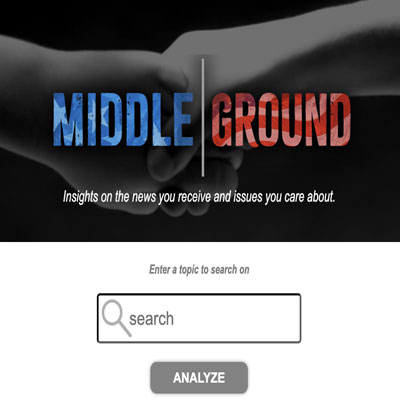 MIDDLE GROUND
Insights on the news you receive and issues you care about.
Enter a topic to search on
search
ANALYZE